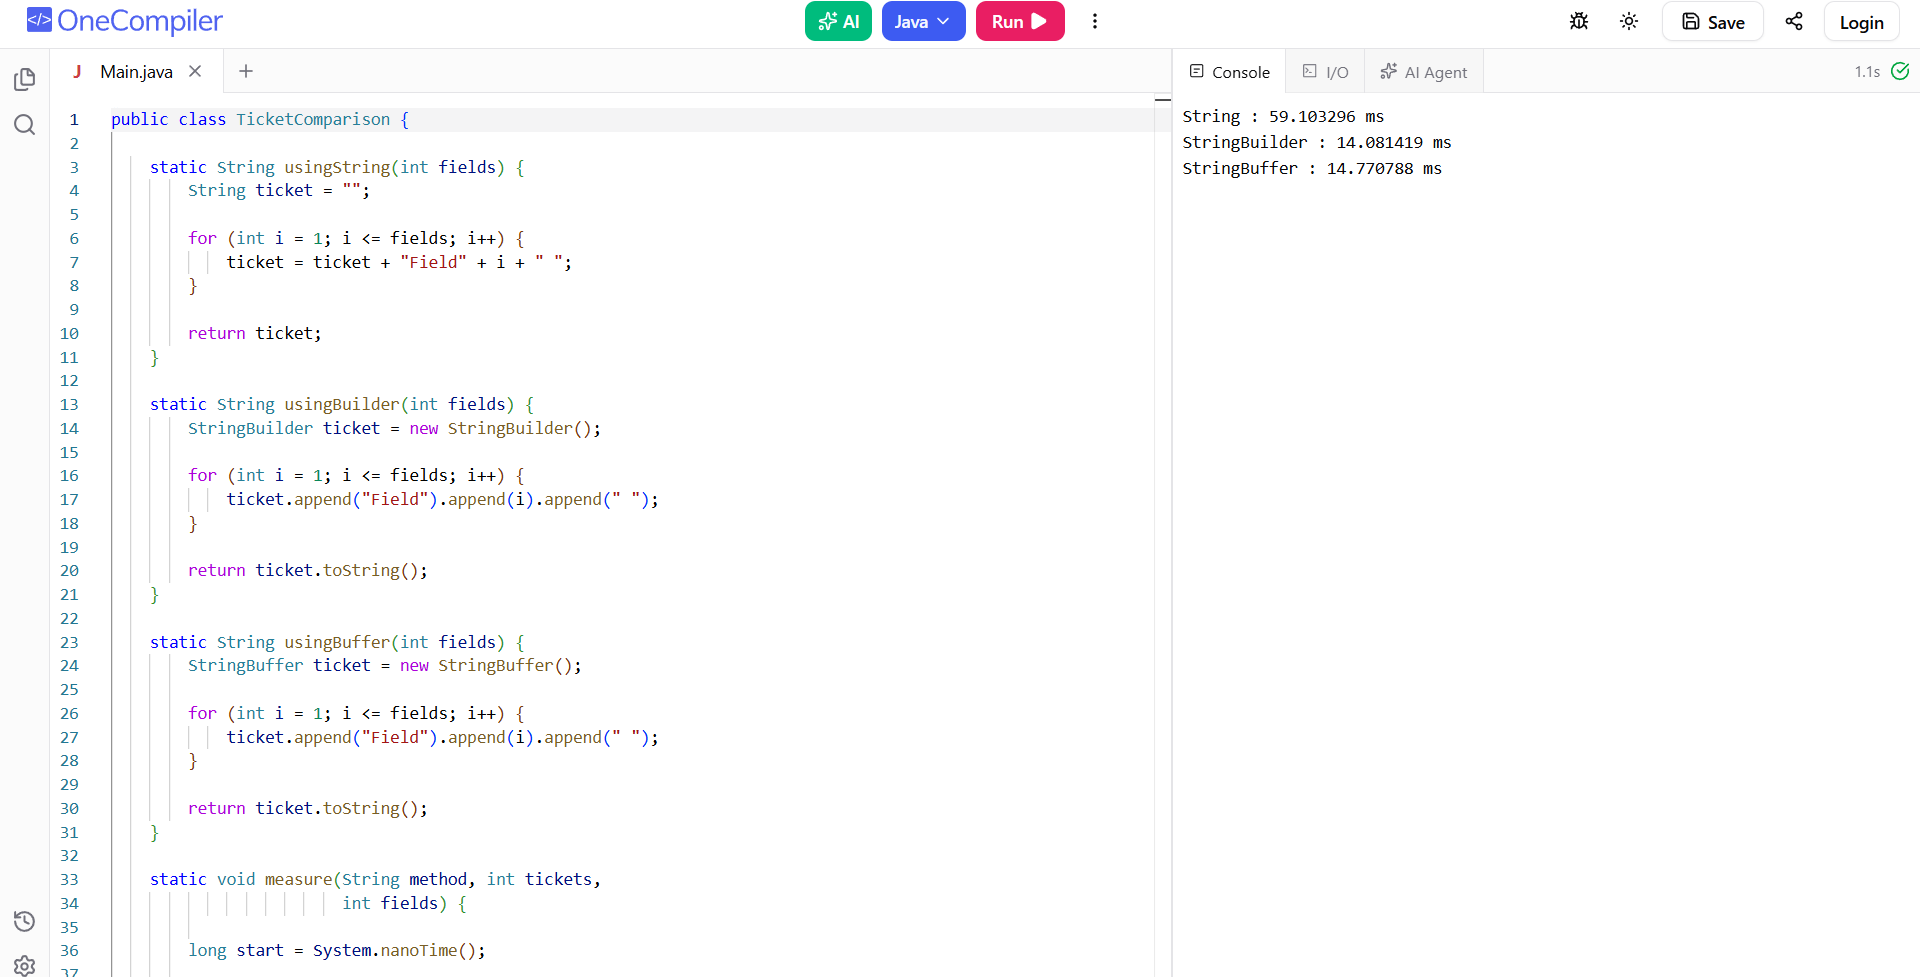 OneCompiler
AI
Java
Run
Save
Login
J Main.java
Console
I/O
AI Agent
1.1s
1 public class TicketComparison {
2
3 static String usingString(int fields) {
4 String ticket = "";
5
6 for (int i = 1; i <= fields; i++) {
7 ticket = ticket + "Field" + i + " ";
8 }
9
10 return ticket;
11 }
12
13 static String usingBuilder(int fields) {
14 StringBuilder ticket = new StringBuilder();
15
16 for (int i = 1; i <= fields; i++) {
17 ticket.append("Field").append(i).append(" ");
18 }
19
20 return ticket.toString();
21 }
22
23 static String usingBuffer(int fields) {
24 StringBuffer ticket = new StringBuffer();
25
26 for (int i = 1; i <= fields; i++) {
27 ticket.append("Field").append(i).append(" ");
28 }
29
30 return ticket.toString();
31 }
32
33 static void measure(String method, int tickets,
34 int fields) {
35
36 long start = System.nanoTime();
37
String : 59.103296 ms
StringBuilder : 14.081419 ms
StringBuffer : 14.770788 ms